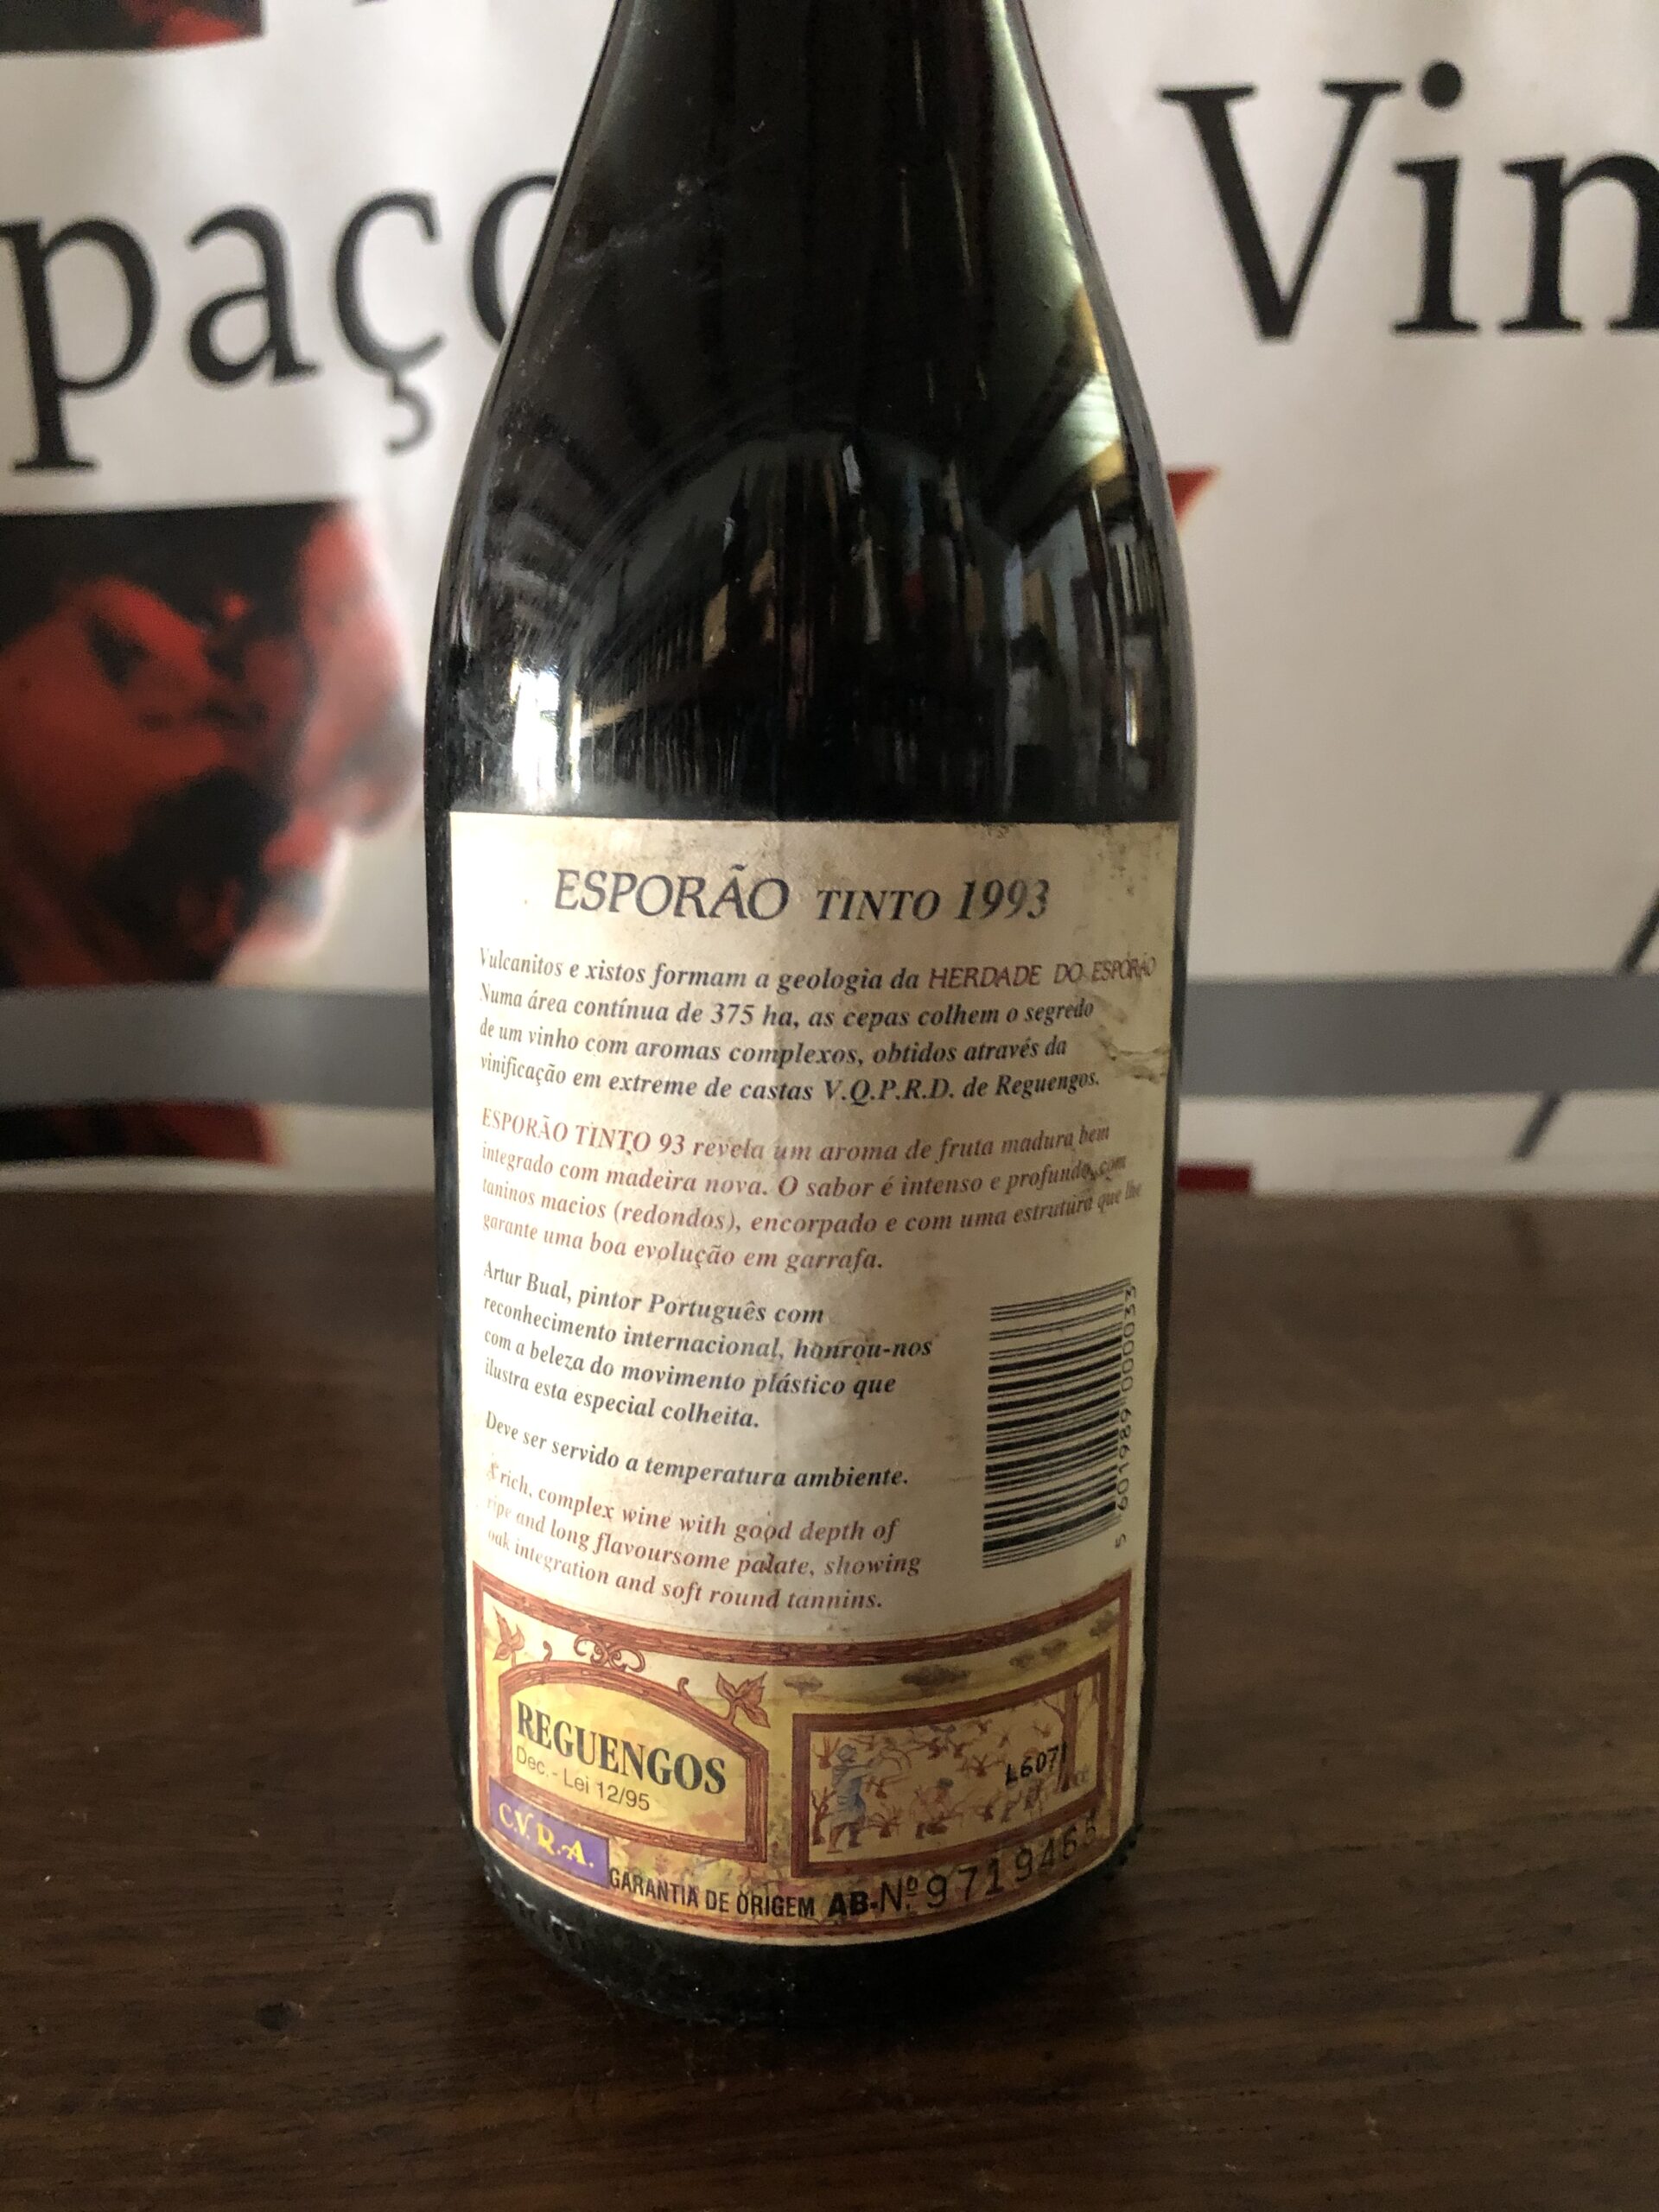 paço
Vin
ESPORÃO TINTO 1993
Vulcanitos e xistos formam a geologia da HERDADE DO ESPORÃO
Numa área contínua de 375 ha, as cepas colhem o segredo
de um vinho com aromas complexos, obtidos através da
vinificação em extreme de castas V.Q.P.R.D. de Reguengos.
ESPORÃO TINTO 93 revela um aroma de fruta madura bem
integrado com madeira nova. O sabor é intenso e profundo, com
taninos macios (redondos), encorpado e com uma estrutura que lhe
garante uma boa evolução em garrafa.
Artur Bual, pintor Português com
reconhecimento internacional, honrou-nos
com a beleza do movimento plástico que
ilustra esta especial colheita.
Deve ser servido a temperatura ambiente.
A rich, complex wine with good depth of
ripe and long flavoursome palate, showing
oak integration and soft round tannins.
5 601989 000033
REGUENGOS
Dec. - Lei 12/95
C.V.R.A.
L6071
GARANTIA DE ORIGEM AB-Nº 9719465